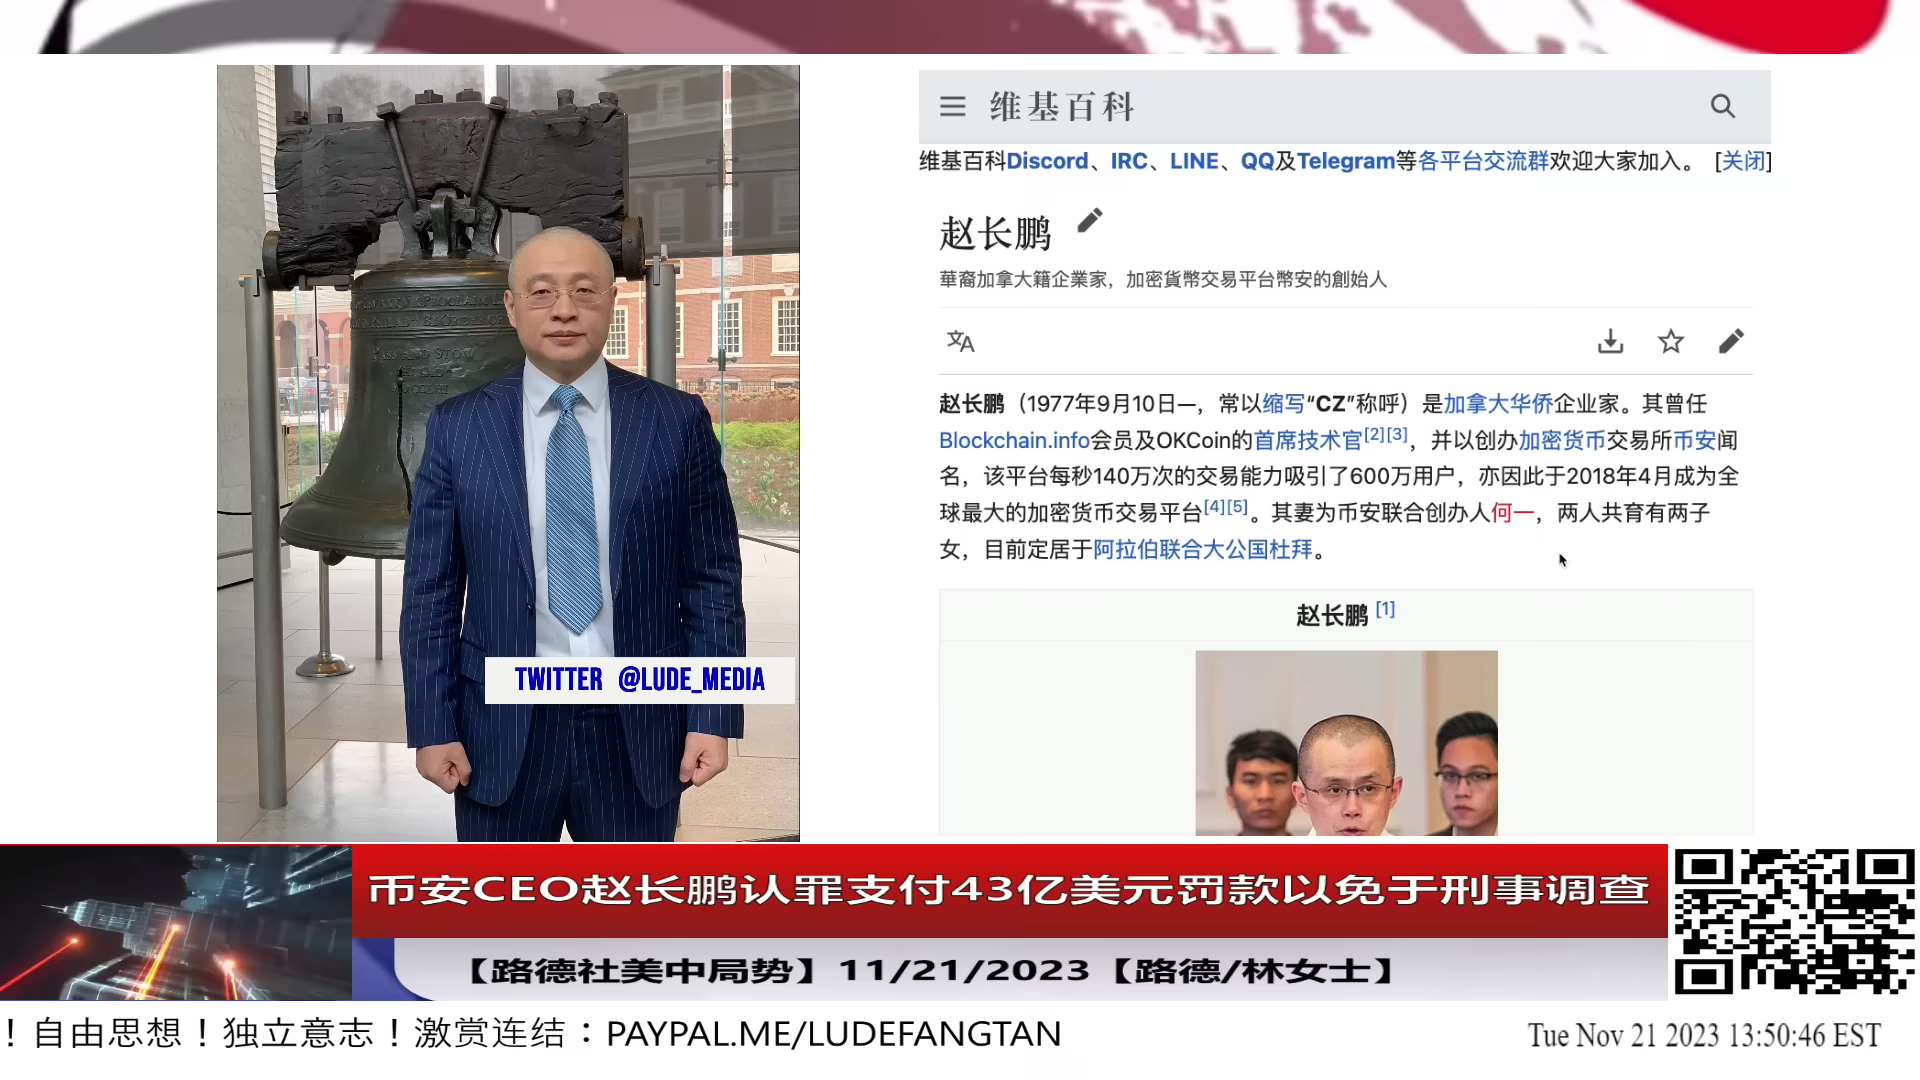 维基百科
维基百科Discord、IRC、LINE、QQ及Telegram等各平台交流群欢迎大家加入。 [关闭]
赵长鹏
華裔加拿大籍企業家，加密貨幣交易平台幣安的創始人
赵长鹏（1977年9月10日—，常以缩写“CZ”称呼）是加拿大华侨企业家。其曾任
Blockchain.info会员及OKCoin的首席技术官[2][3]，并以创办加密货币交易所币安闻
名，该平台每秒140万次的交易能力吸引了600万用户，亦因此于2018年4月成为全
球最大的加密货币交易平台[4][5]。其妻为币安联合创办人何一，两人共育有两子
女，目前定居于阿拉伯联合大公国杜拜。
赵长鹏 [1]
PASS AND STOW
TWITTER @LUDE_MEDIA
币安CEO赵长鹏认罪支付43亿美元罚款以免于刑事调查
【路德社美中局势】11/21/2023【路德/林女士】
！自由思想！独立意志！激赏连结：PAYPAL.ME/LUDEFANGTAN
Tue Nov 21 2023 13:50:46 EST